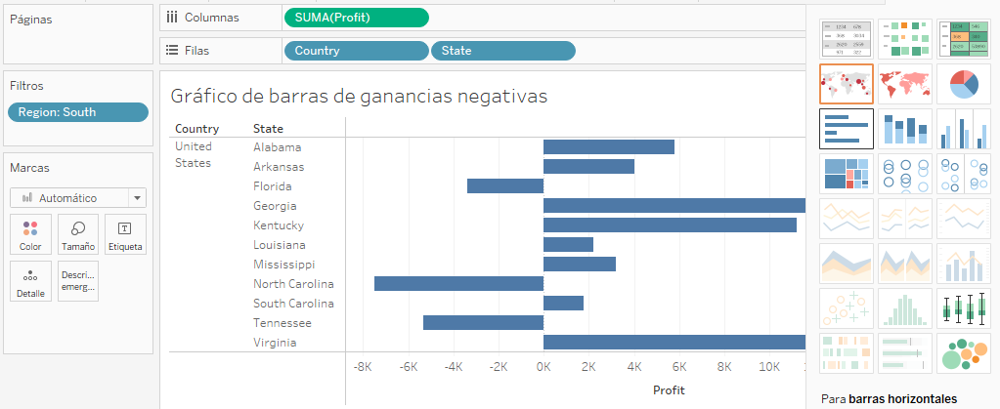 Páginas
Columnas
SUMA(Profit)
Filas
Country
State
Filtros
Region: South
Marcas
Automático
Color
Tamaño
Etiqueta
Detalle
Descri...
emerg...
Gráfico de barras de ganancias negativas
Country
State
United
States
Alabama
Arkansas
Florida
Georgia
Kentucky
Louisiana
Mississippi
North Carolina
South Carolina
Tennessee
Virginia
-8K -6K -4K -2K 0K 2K 4K 6K 8K 10K
Profit
Para barras horizontales